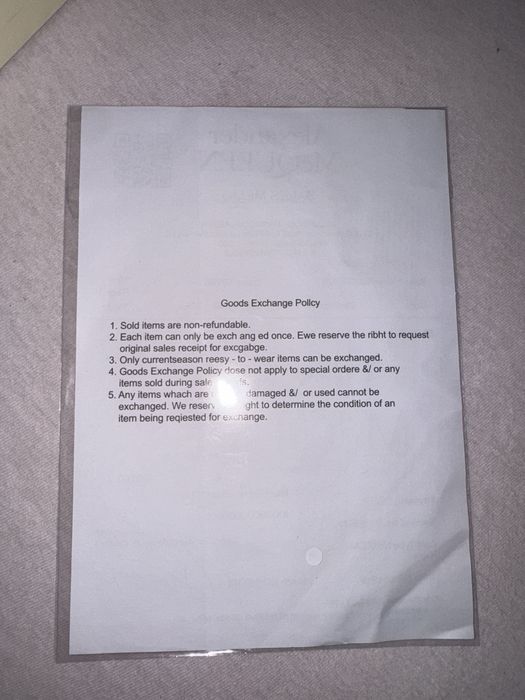 Goods Exchange Pollcy
1. Sold items are non-refundable.
2. Each item can only be exch ang ed once. Ewe reserve the ribht to request
original sales receipt for excgabge.
3. Only currentseason reesy - to - wear items can be exchanged.
4. Goods Exchange Policy dose not apply to special ordere &/ or any
items sold during sale
5. Any items whach are damaged &/ or used cannot be
exchanged. We reserv ght to determine the condition of an
item being reqiested for exchange.